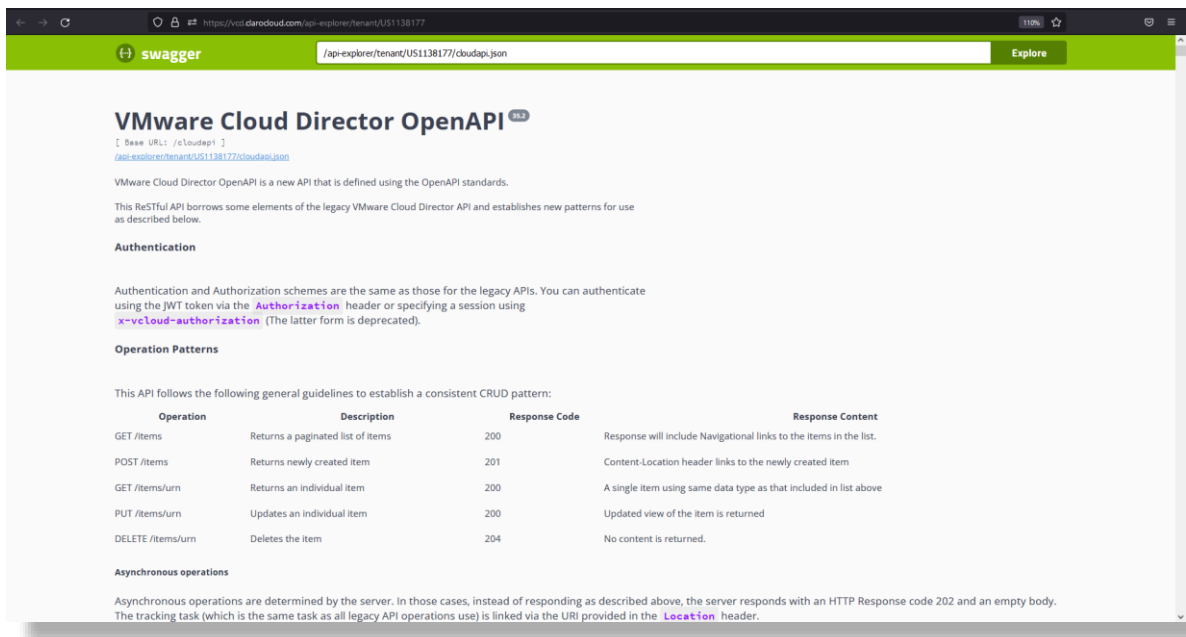 https://vcd.clarocloud.com/api-explorer/tenant/US1138177
110%
swagger
/api-explorer/tenant/US1138177/cloudapi.json
Explore
VMware Cloud Director OpenAPI 35.2
[ Base URL: /cloudapi ]
/api-explorer/tenant/US1138177/cloudapi.json
VMware Cloud Director OpenAPI is a new API that is defined using the OpenAPI standards.
This ReSTful API borrows some elements of the legacy VMware Cloud Director API and establishes new patterns for use
as described below.
Authentication
Authentication and Authorization schemes are the same as those for the legacy APIs. You can authenticate
using the JWT token via the Authorization header or specifying a session using
x-vcloud-authorization (The latter form is deprecated).
Operation Patterns
This API follows the following general guidelines to establish a consistent CRUD pattern:
Operation Description Response Code Response Content
GET /items Returns a paginated list of items 200 Response will include Navigational links to the items in the list.
POST /items Returns newly created item 201 Content-Location header links to the newly created item
GET /items/urn Returns an individual item 200 A single item using same data type as that included in list above
PUT /items/urn Updates an individual item 200 Updated view of the item is returned
DELETE /items/urn Deletes the item 204 No content is returned.
Asynchronous operations
Asynchronous operations are determined by the server. In those cases, instead of responding as described above, the server responds with an HTTP Response code 202 and an empty body.
The tracking task (which is the same task as all legacy API operations use) is linked via the URI provided in the Location header.